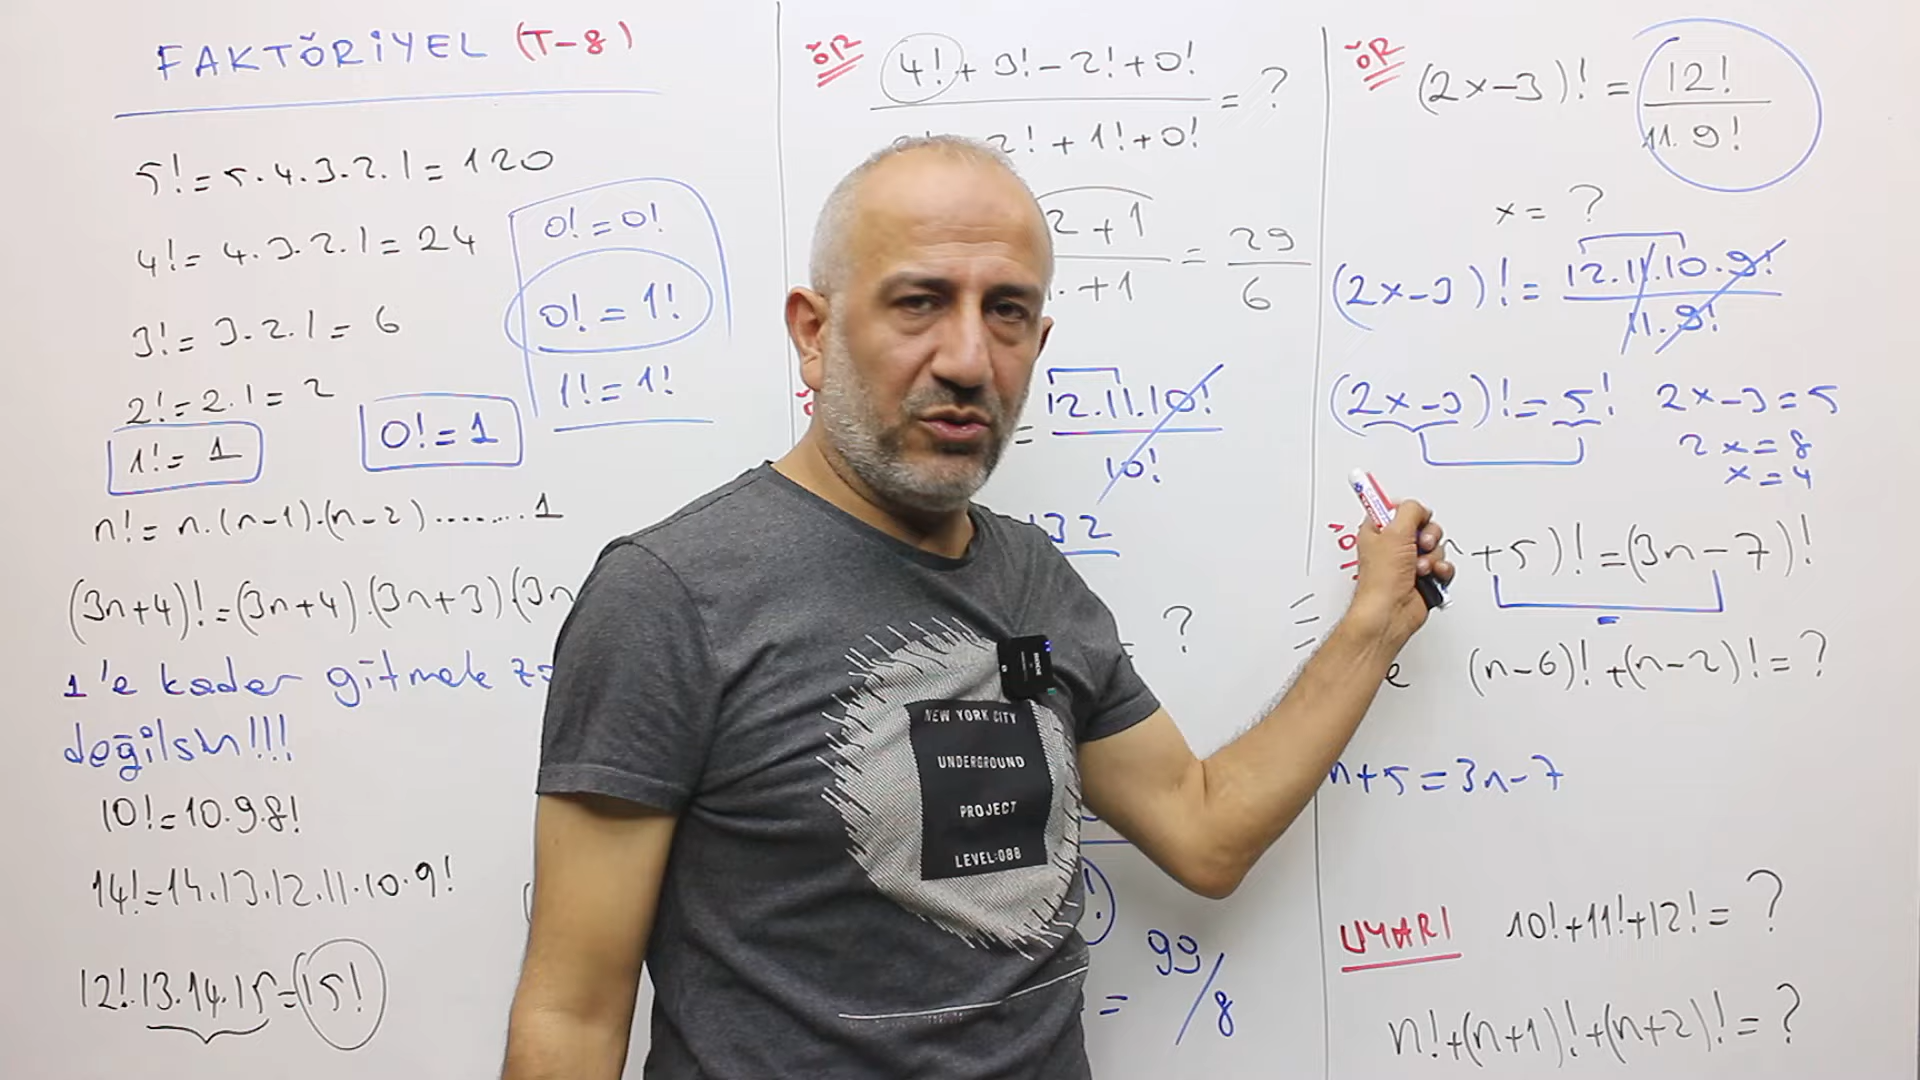 FAKTÖRİYEL (T-8)
5! = 5.4.3.2.1 = 120
4! = 4.3.2.1 = 24
3! = 3.2.1 = 6
2! = 2.1 = 2
1! = 1
0! = 1
0! = 0!
0! = 1!
1! = 1!
n! = n.(n-1).(n-2)........1
(3n+4)! = (3n+4).(3n+3)(3n
1'e kadar gitmek
değilsin!!!
10! = 10.9.8!
14! = 14.13.12.11.10.9!
12!.13.14.15 = 15!
ÖR
4! + 3! - 2! + 0!
= ?
2! + 1! + 0!
2 + 1
+ 1
= 29
6
= 12.11.10!
10!
132
?
= 99/8
ÖR
(2x-3)! = 12!
11.9!
x = ?
(2x-3)! = 12.11.10.9!
11.9!
(2x-3)! = 5!
2x-3 = 5
2x = 8
x = 4
+5)! = (3n-7)!
(n-6)! + (n-2)! = ?
n+5 = 3n-7
UYARI
10! + 11! + 12! = ?
n! + (n+1)! + (n+2)! = ?
NEW YORK CITY
UNDERGROUND
PROJECT
LEVEL:088